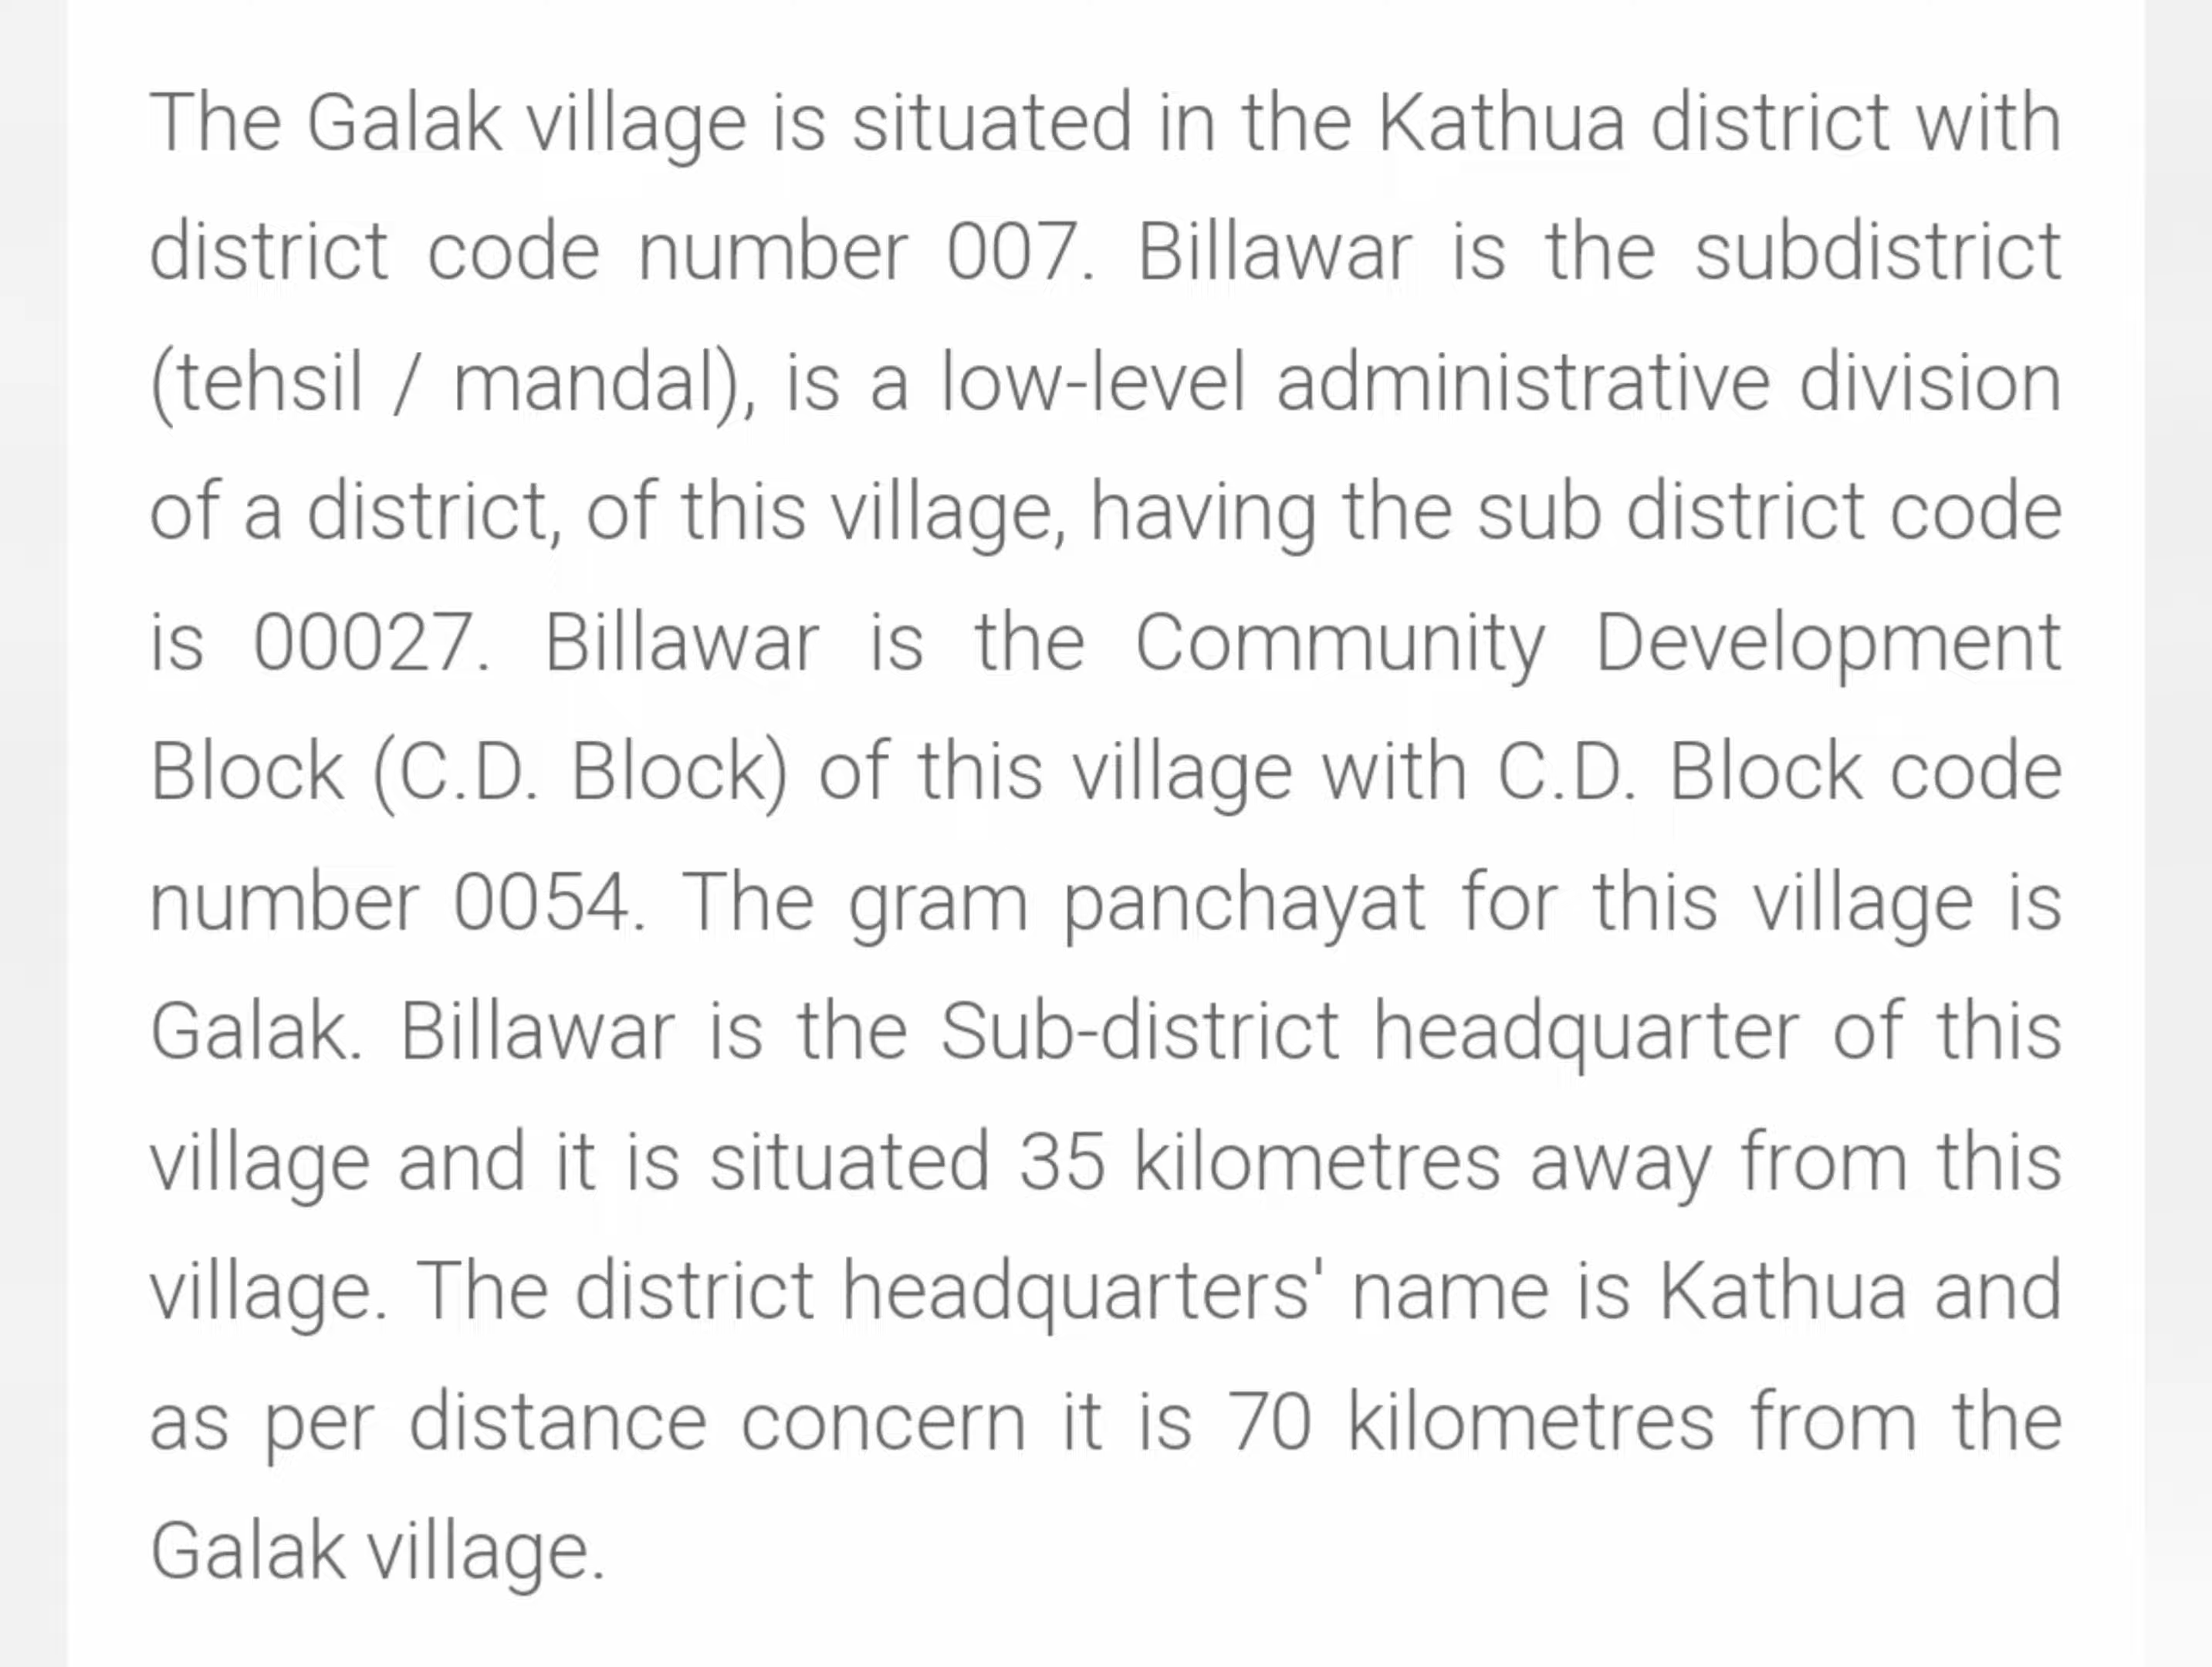 The Galak village is situated in the Kathua district with
district code number 007. Billawar is the subdistrict
(tehsil / mandal), is a low-level administrative division
of a district, of this village, having the sub district code
is 00027. Billawar is the Community Development
Block (C.D. Block) of this village with C.D. Block code
number 0054. The gram panchayat for this village is
Galak. Billawar is the Sub-district headquarter of this
village and it is situated 35 kilometres away from this
village. The district headquarters' name is Kathua and
as per distance concern it is 70 kilometres from the
Galak village.